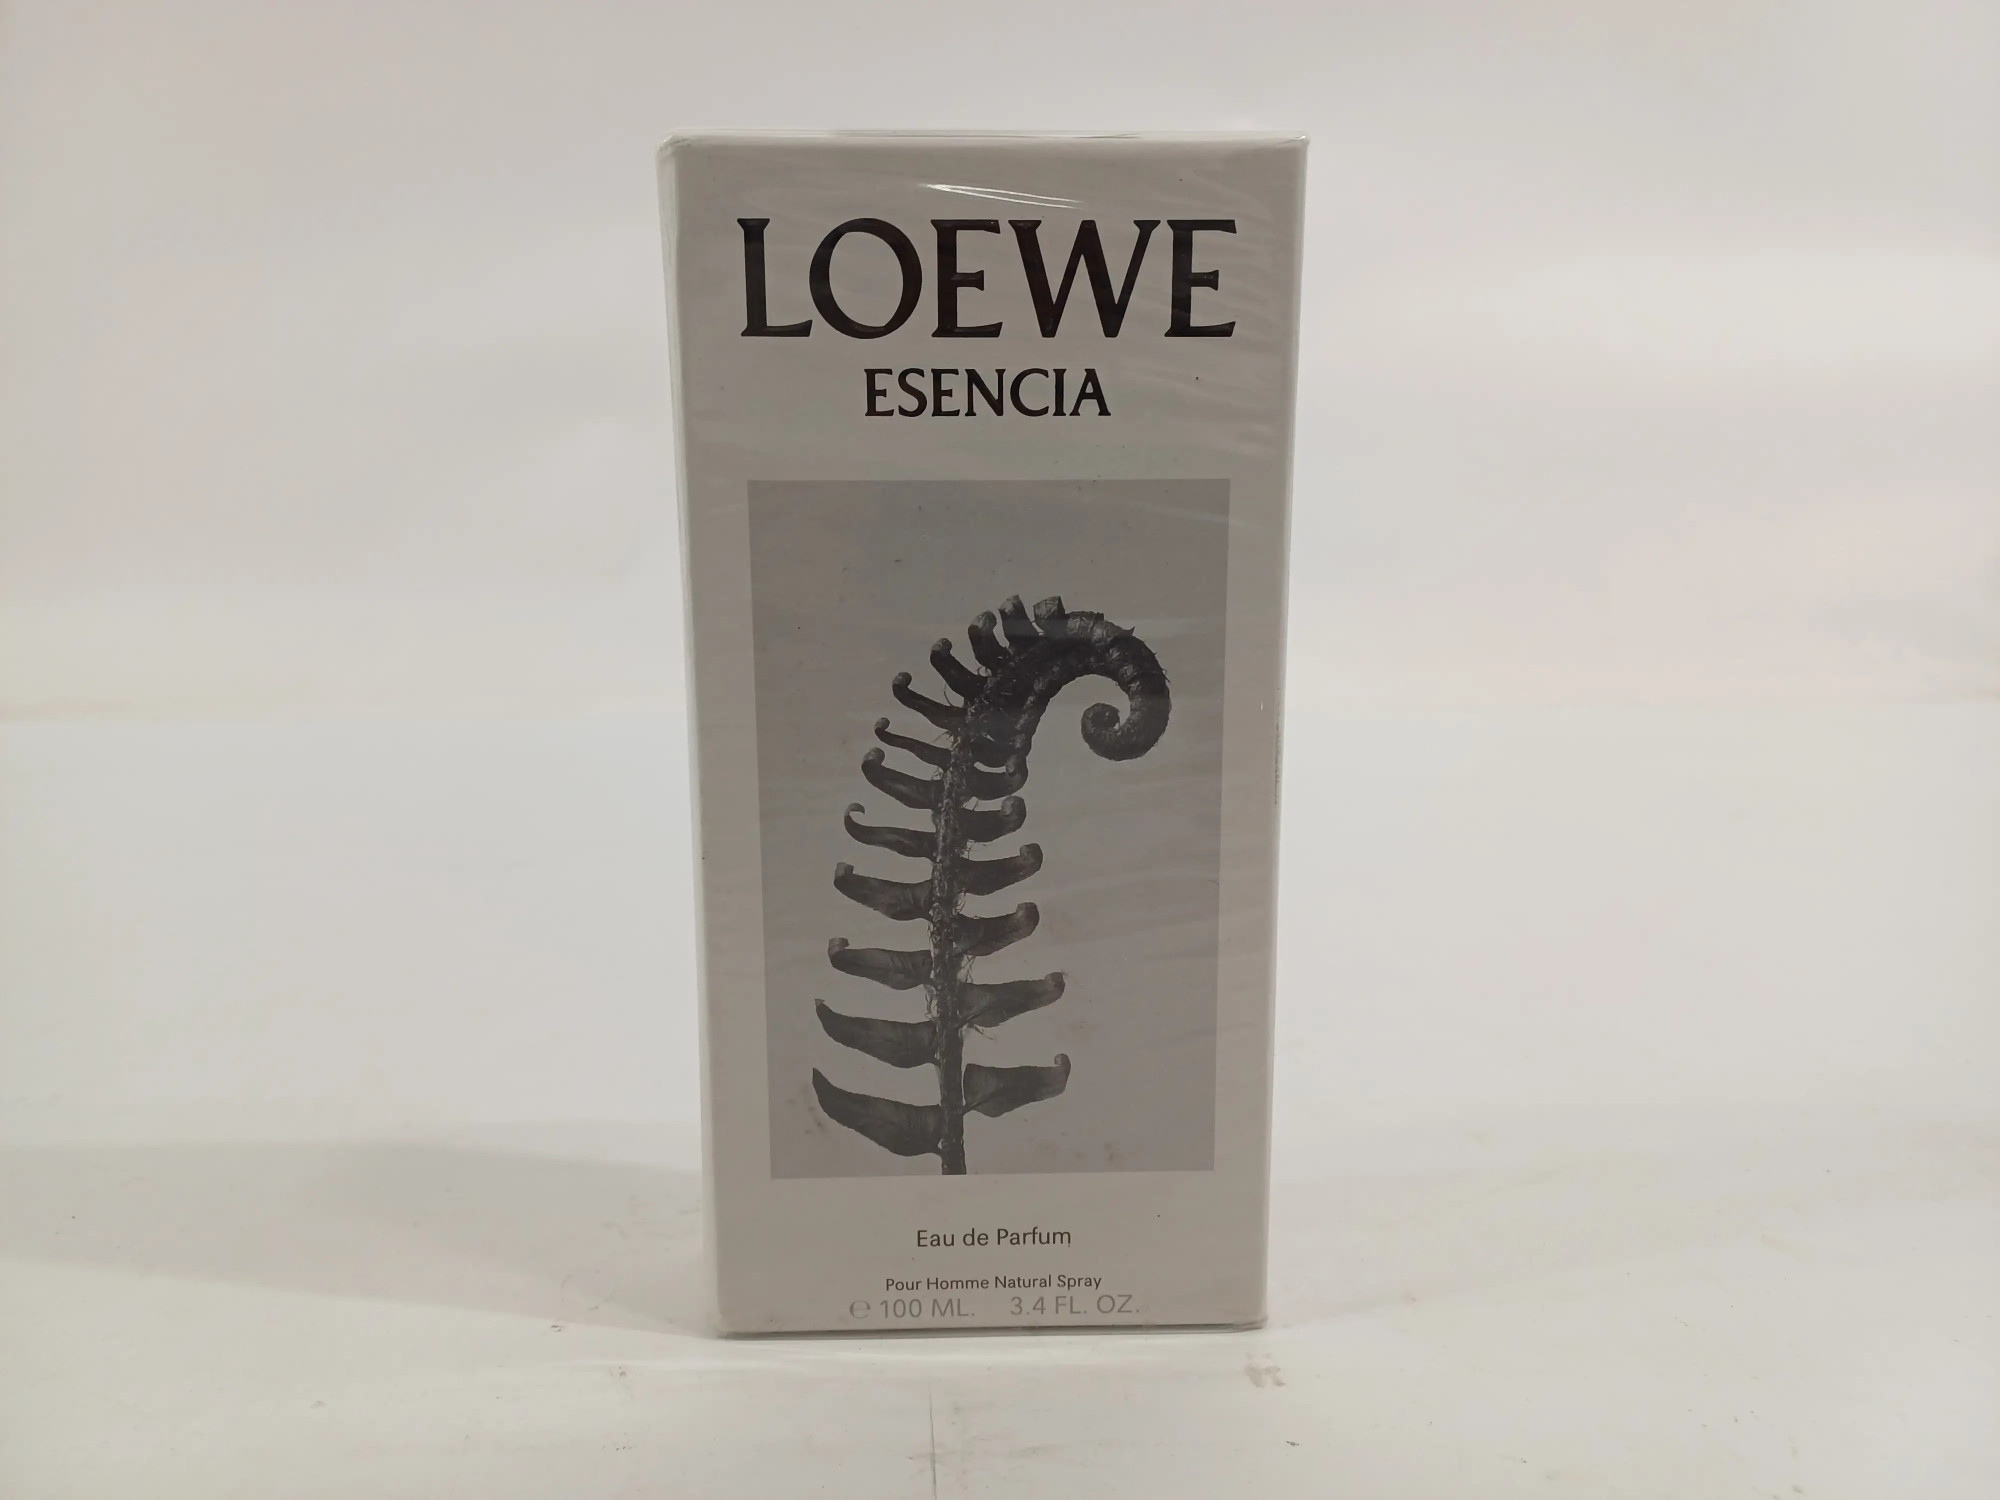 LOEWE
ESENCIA
Eau de Parfum
Pour Homme Natural Spray
℮ 100 ML. 3.4 FL. OZ.